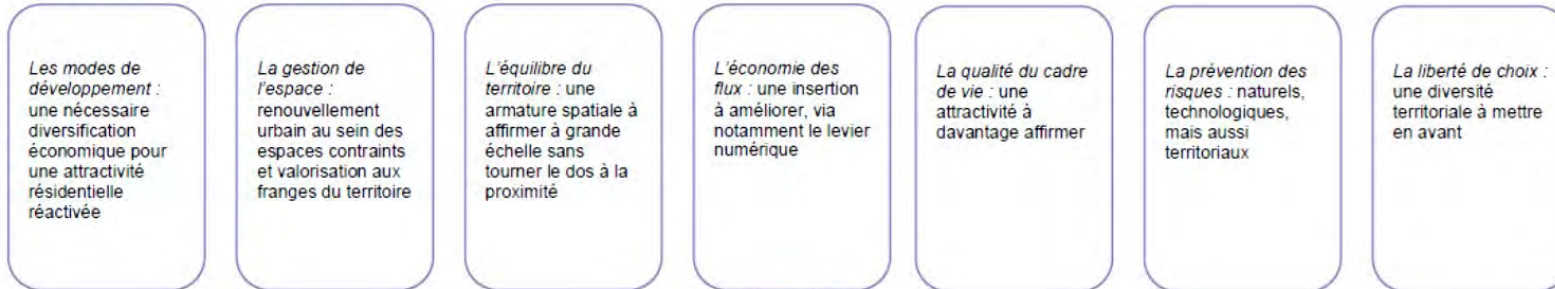 Les modes de
développement :
une nécessaire
diversification
économique pour
une attractivité
résidentielle
réactivée
La gestion de
l'espace :
renouvellement
urbain au sein des
espaces contraints
et valorisation aux
franges du territoire
L'équilibre du
territoire : une
armature spatiale à
affirmer à grande
échelle sans
tourner le dos à la
proximité
L'économie des
flux : une insertion
à améliorer, via
notamment le levier
numérique
La qualité du cadre
de vie : une
attractivité à
davantage affirmer
La prévention des
risques : naturels,
technologiques,
mais aussi
territoriaux
La liberté de choix :
une diversité
territoriale à mettre
en avant